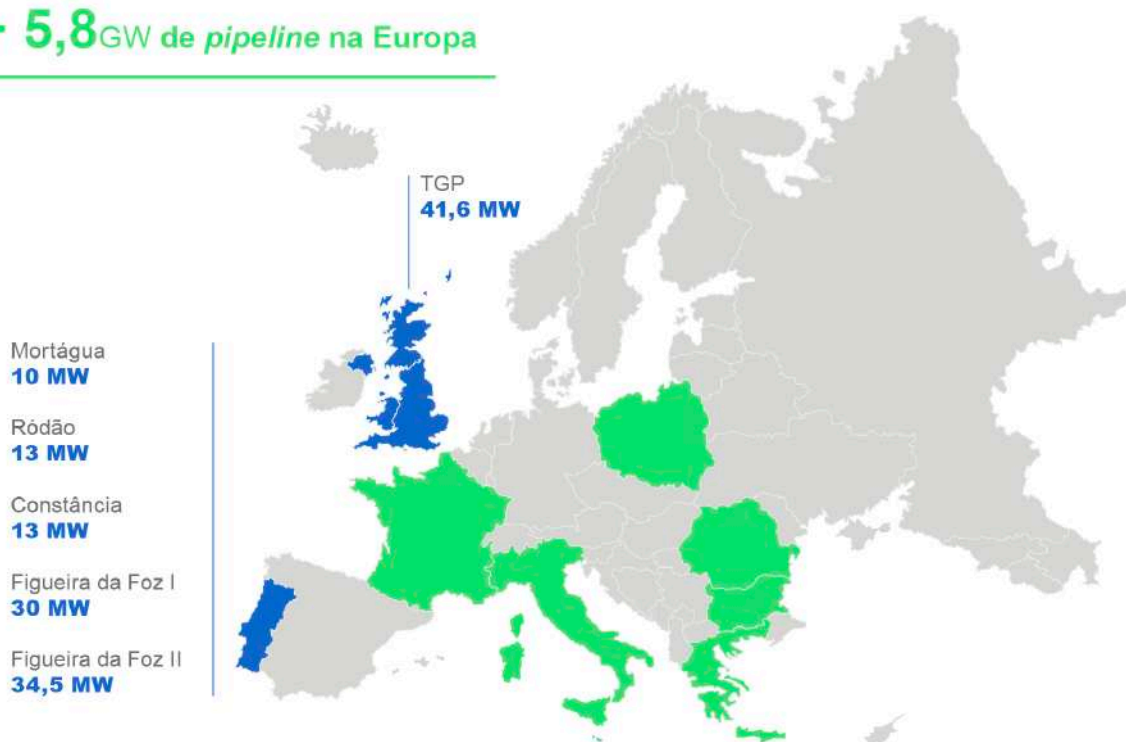 5,8GW de pipeline na Europa
TGP
41,6 MW
Mortágua
10 MW
Ródão
13 MW
Constância
13 MW
Figueira da Foz I
30 MW
Figueira da Foz II
34,5 MW